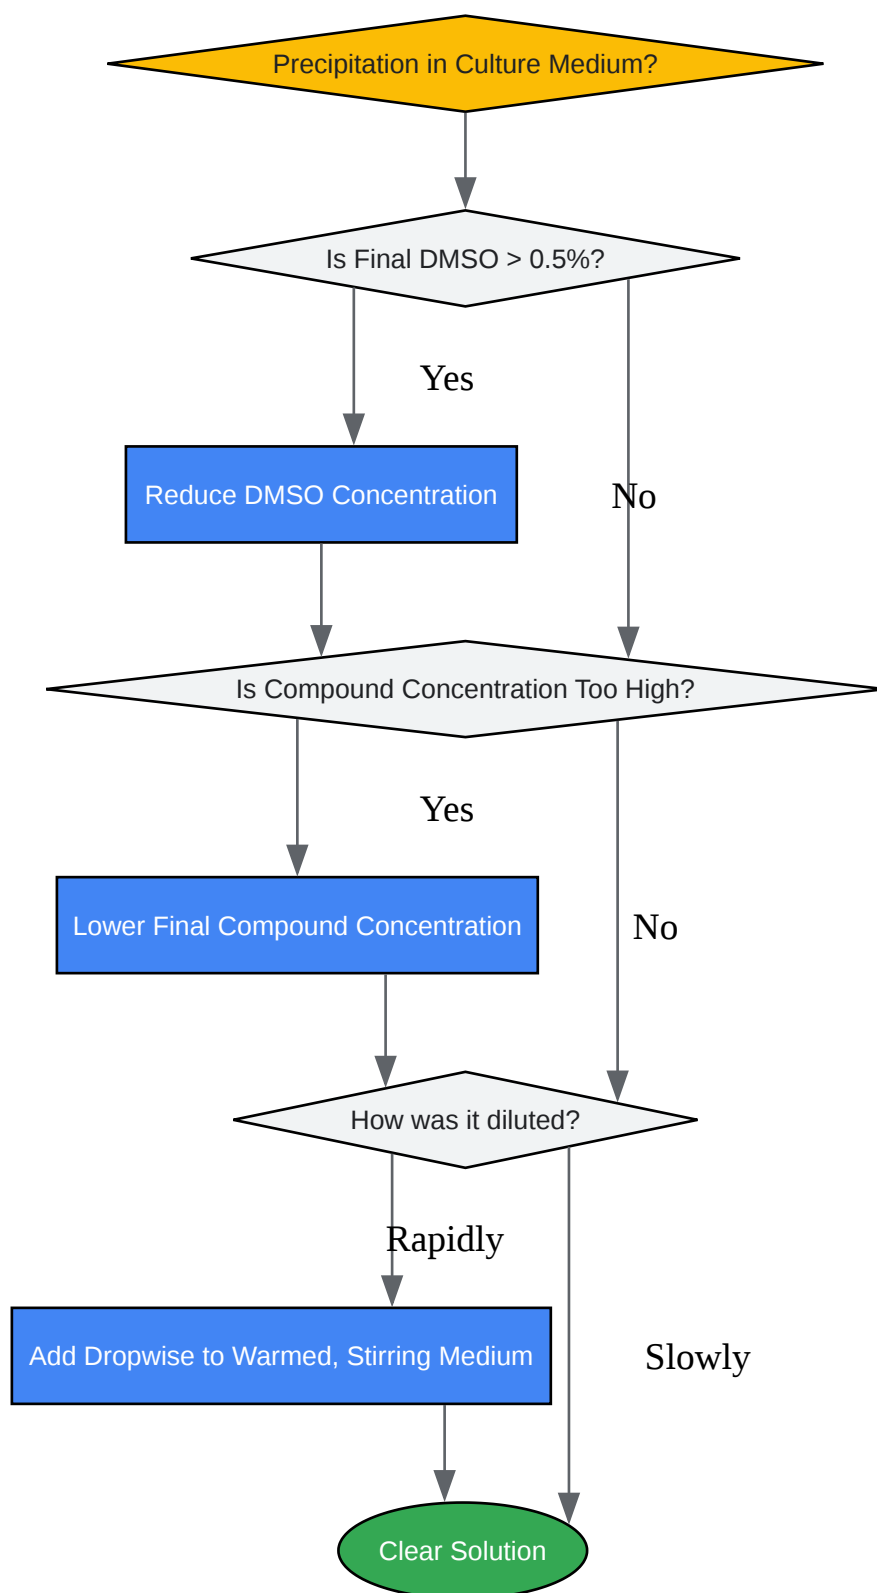 Precipitation in Culture Medium?
Is Final DMSO > 0.5%?
Yes
Reduce DMSO Concentration
No
Is Compound Concentration Too High?
Yes
Lower Final Compound Concentration
No
How was it diluted?
Rapidly
Add Dropwise to Warmed, Stirring Medium
Slowly
Clear Solution